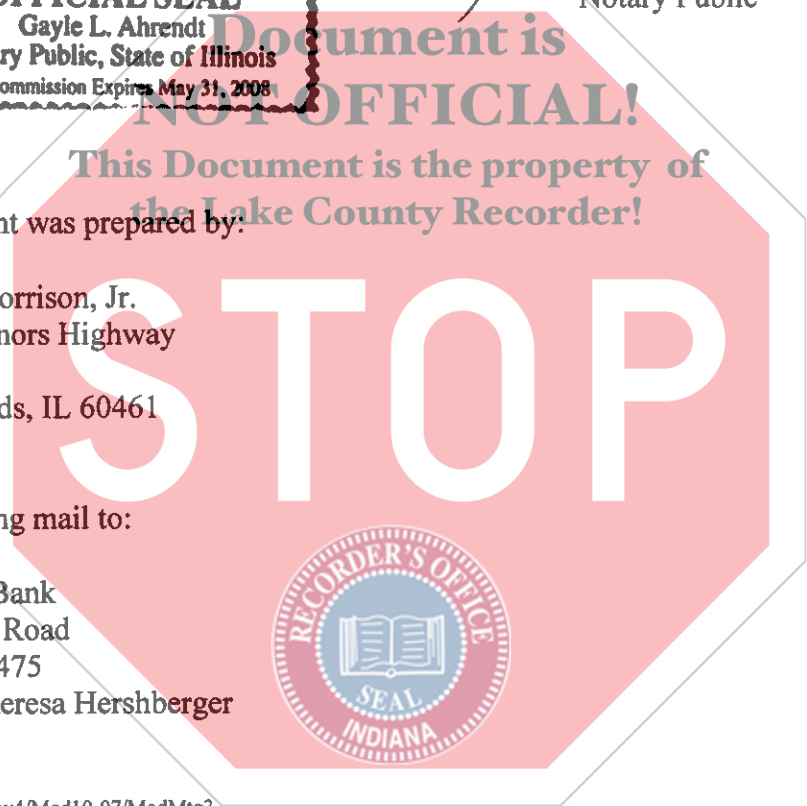 OFFICIAL SEAL
Gayle L. Ahrendt
ry Public, State of Illinois
ommission Expires May 31, 2008
Notary Public
Document is
NOT OFFICIAL!
This Document is the property of
the Lake County Recorder!
nt was prepared by:
orrison, Jr.
nors Highway
ds, IL 60461
STOP
ng mail to:
Bank
Road
475
eresa Hershberger
RECORDER'S OFFICE
SEAL
INDIANA